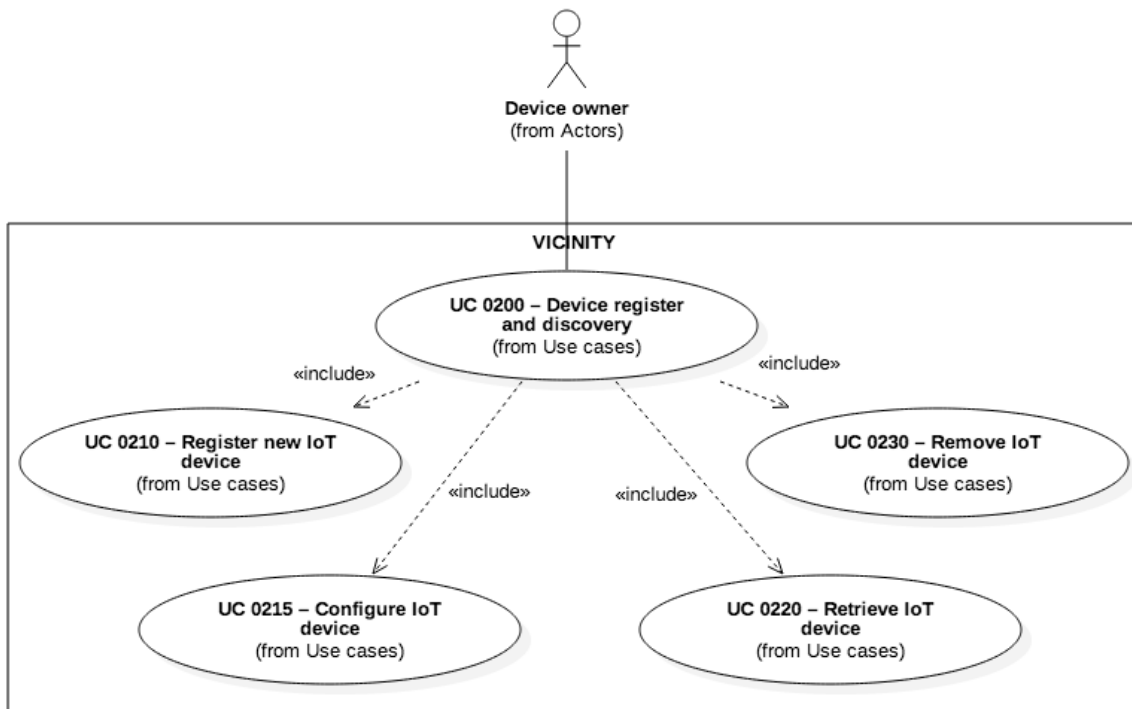 Device owner
(from Actors)
VICINITY
UC 0200 – Device register
and discovery
(from Use cases)
«include»
«include»
UC 0210 – Register new IoT
device
(from Use cases)
UC 0230 – Remove IoT
device
(from Use cases)
«include»
«include»
UC 0215 – Configure IoT
device
(from Use cases)
UC 0220 – Retrieve IoT
device
(from Use cases)